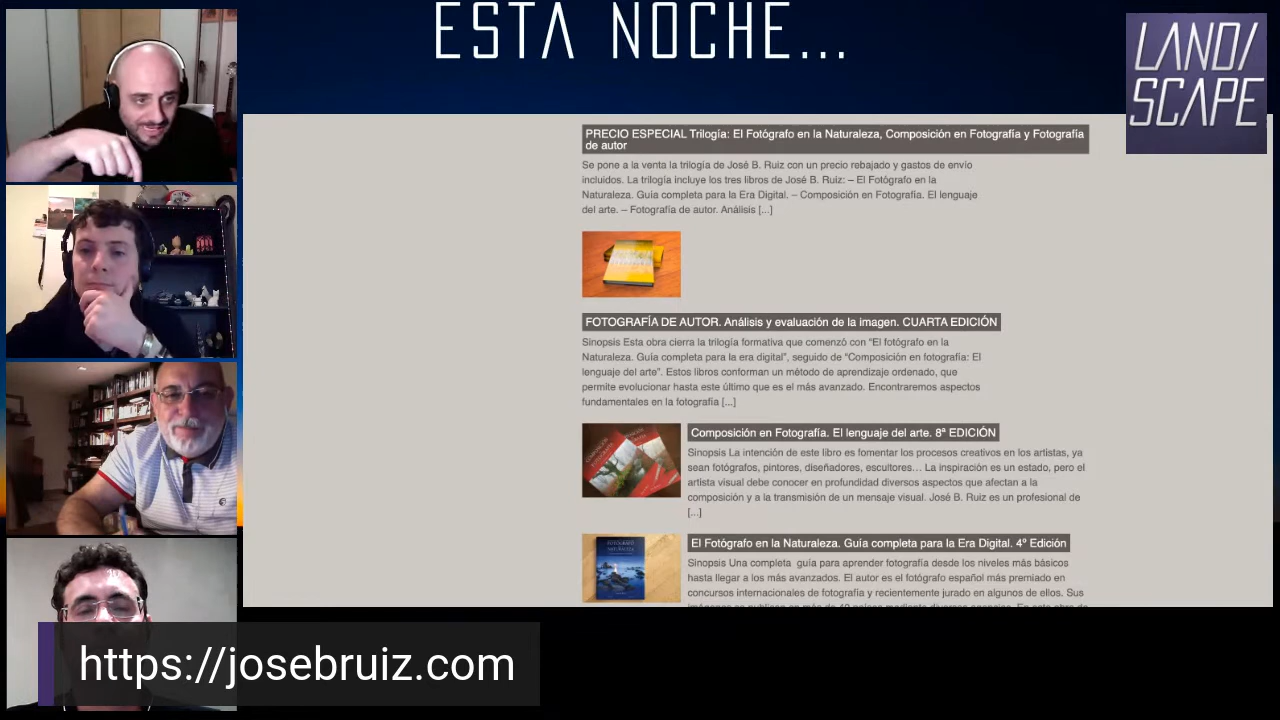 ESTA NOCHE...
LAND/
SCAPE
PRECIO ESPECIAL Trilogía: El Fotógrafo en la Naturaleza, Composición en Fotografía y Fotografía
de autor
Se pone a la venta la trilogía de José B. Ruiz con un precio rebajado y gastos de envío
incluidos. La trilogía incluye los tres libros de José B. Ruiz: – El Fotógrafo en la
Naturaleza. Guía completa para la Era Digital. – Composición en Fotografía. El lenguaje
del arte. – Fotografía de autor. Análisis [...]
FOTOGRAFÍA DE AUTOR. Análisis y evaluación de la imagen. CUARTA EDICIÓN
Sinopsis Esta obra cierra la trilogía formativa que comenzó con “El fotógrafo en la
Naturaleza. Guía completa para la era digital”, seguido de “Composición en fotografía: El
lenguaje del arte”. Estos libros conforman un método de aprendizaje ordenado, que
permite evolucionar hasta este último que es el más avanzado. Encontraremos aspectos
fundamentales en la fotografía [...]
Composición en Fotografía. El lenguaje del arte. 8ª EDICIÓN
Sinopsis La intención de este libro es fomentar los procesos creativos en los artistas, ya
sean fotógrafos, pintores, diseñadores, escultores… La inspiración es un estado, pero el
artista visual debe conocer en profundidad diversos aspectos que afectan a la
composición y a la transmisión de un mensaje visual. José B. Ruiz es un profesional de
[...]
El Fotógrafo en la Naturaleza. Guía completa para la Era Digital. 4º Edición
Sinopsis Una completa guía para aprender fotografía desde los niveles más básicos
hasta llegar a los más avanzados. El autor es el fotógrafo español más premiado en
concursos internacionales de fotografía y recientemente jurado en algunos de ellos. Sus
https://josebruiz.com